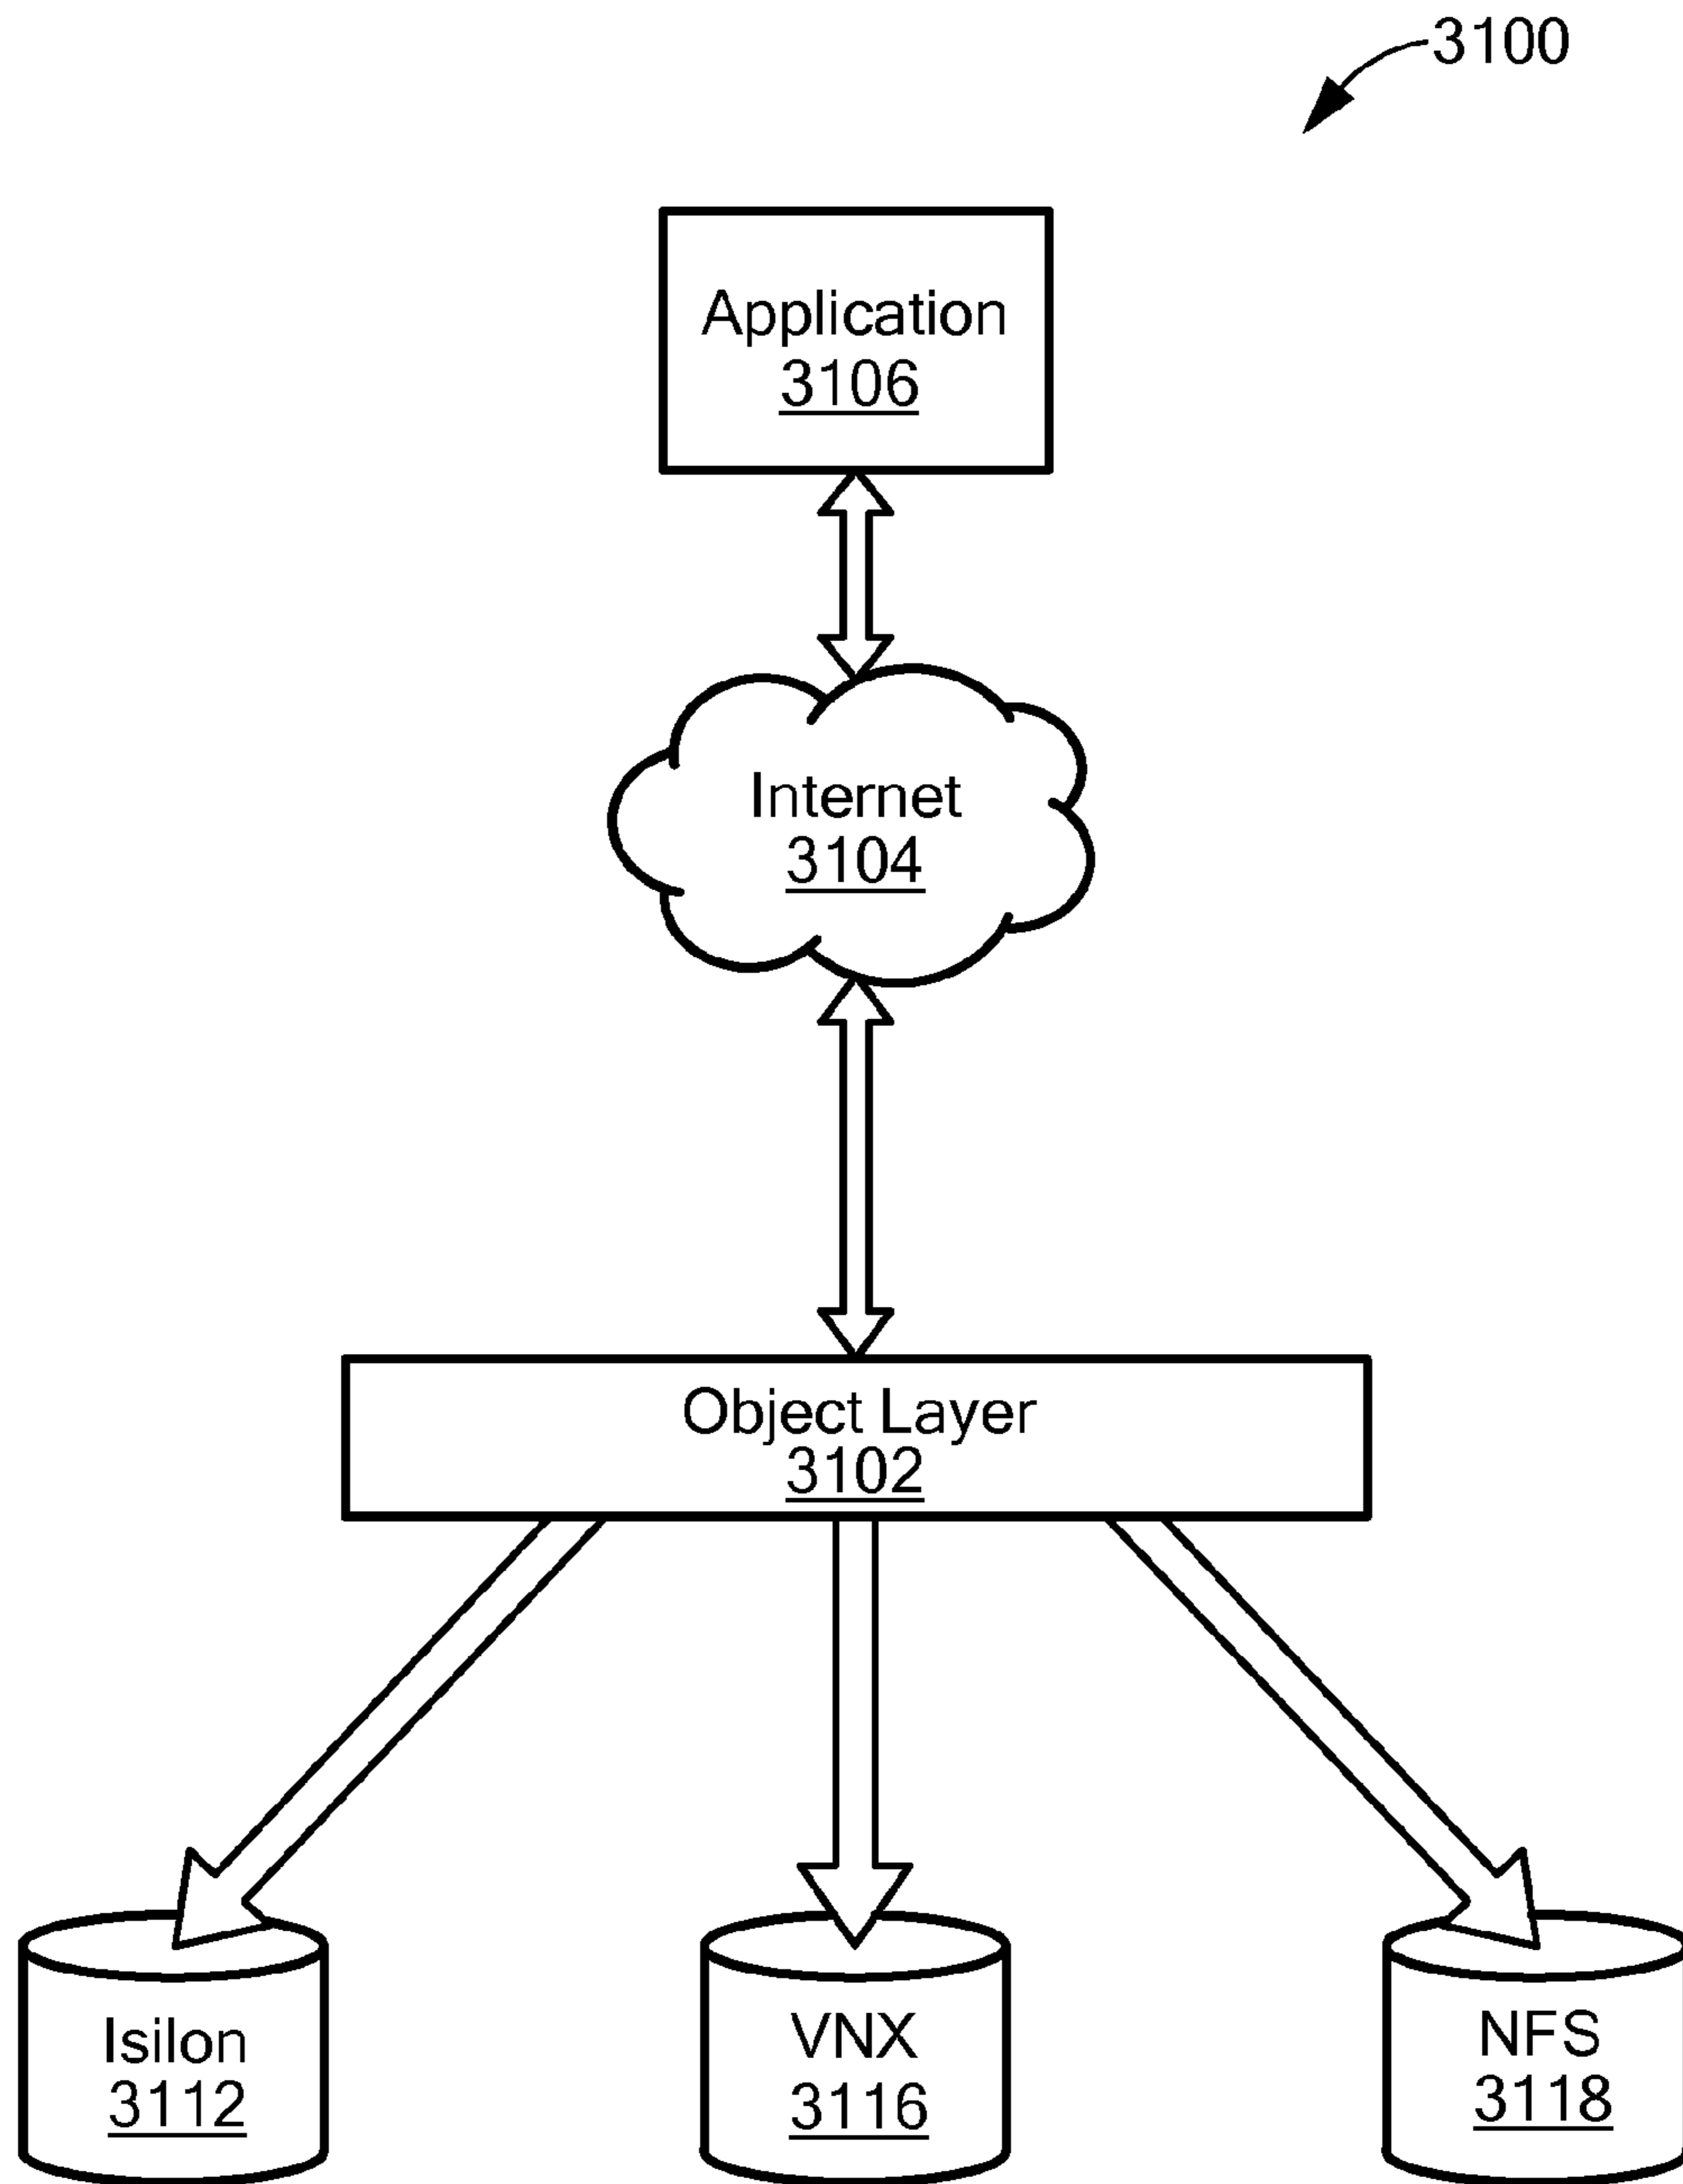 3100
Application
3106
Internet
3104
Object Layer
3102
Isilon
3112
VNX
3116
NFS
3118